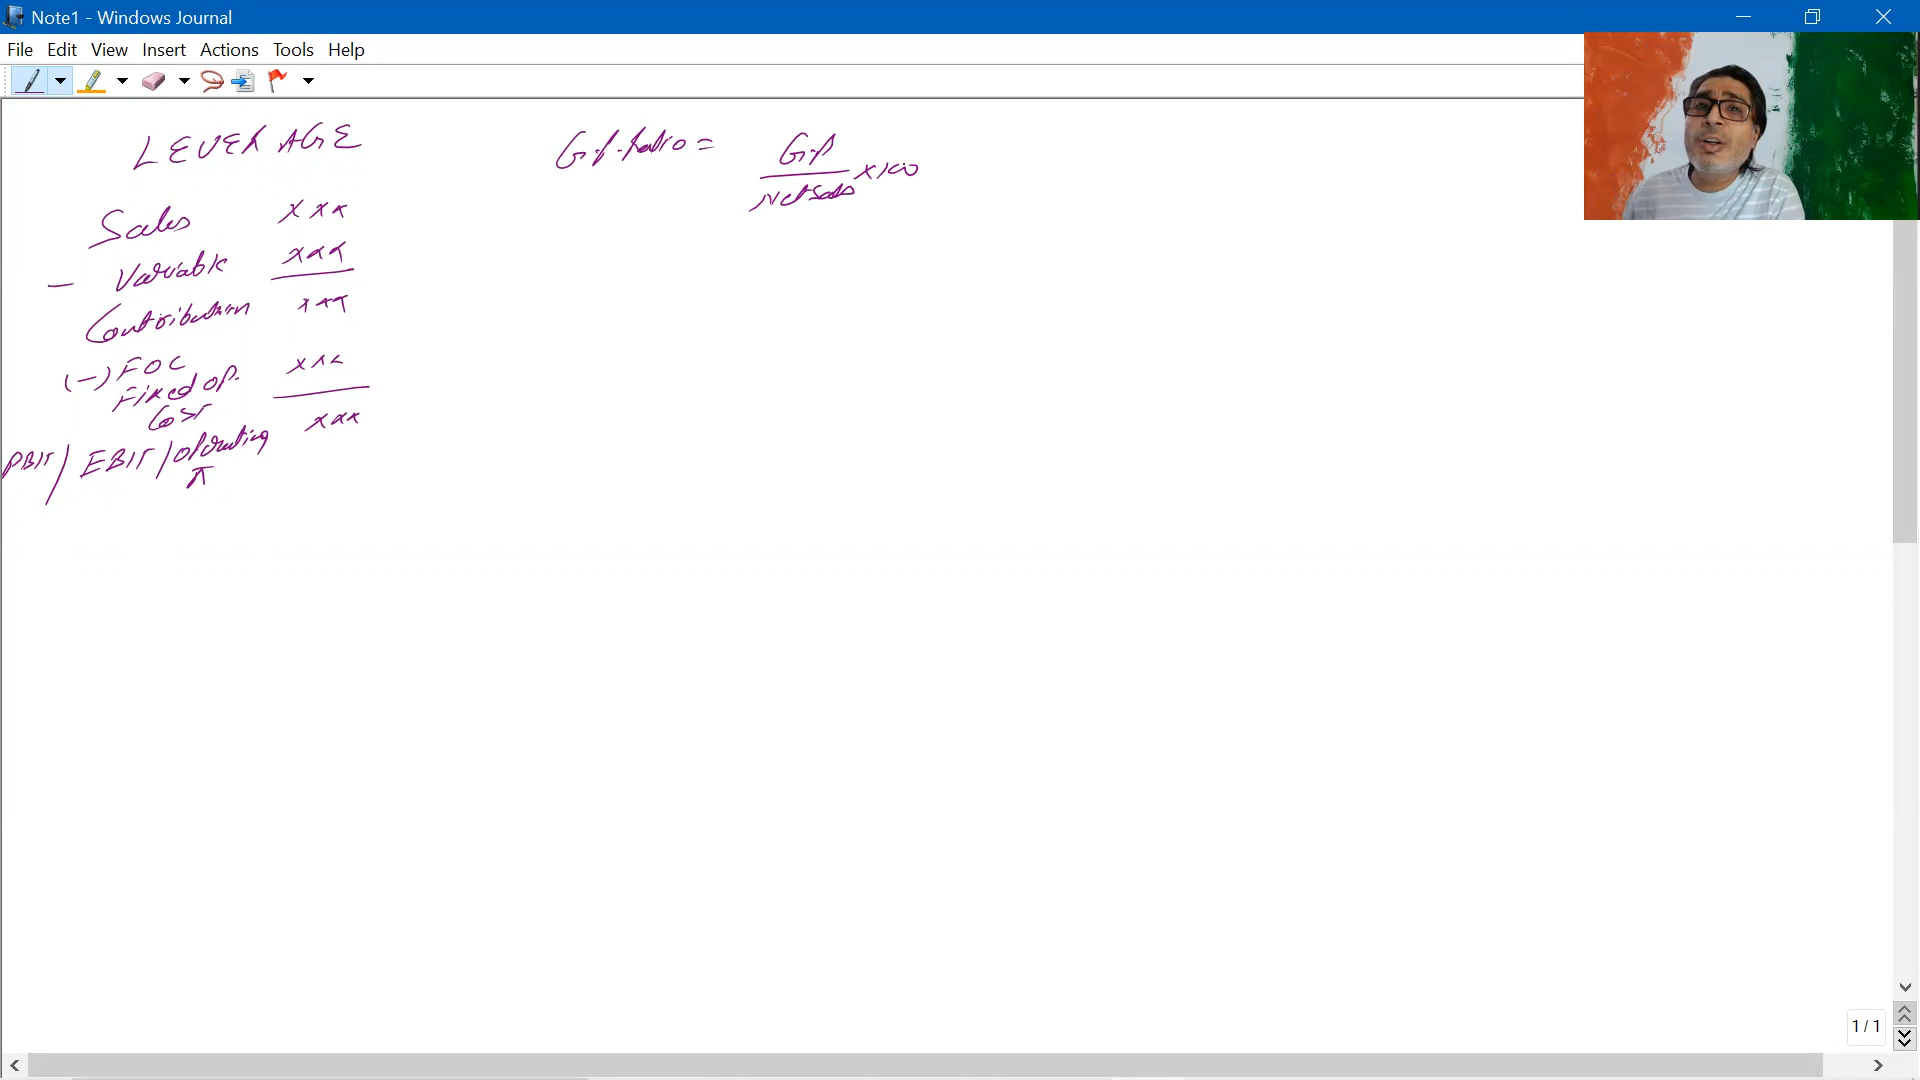 Note1 - Windows Journal
File Edit View Insert Actions Tools Help
LEVERAGE
G.P. Ratio = G.P
Net Sales x 100
Sales xxx
- Variable xxx
Contribution xxx
(-) FOC xxx
Fixed op.
Cost
xxx
PBIT / EBIT / operating
π
1 / 1